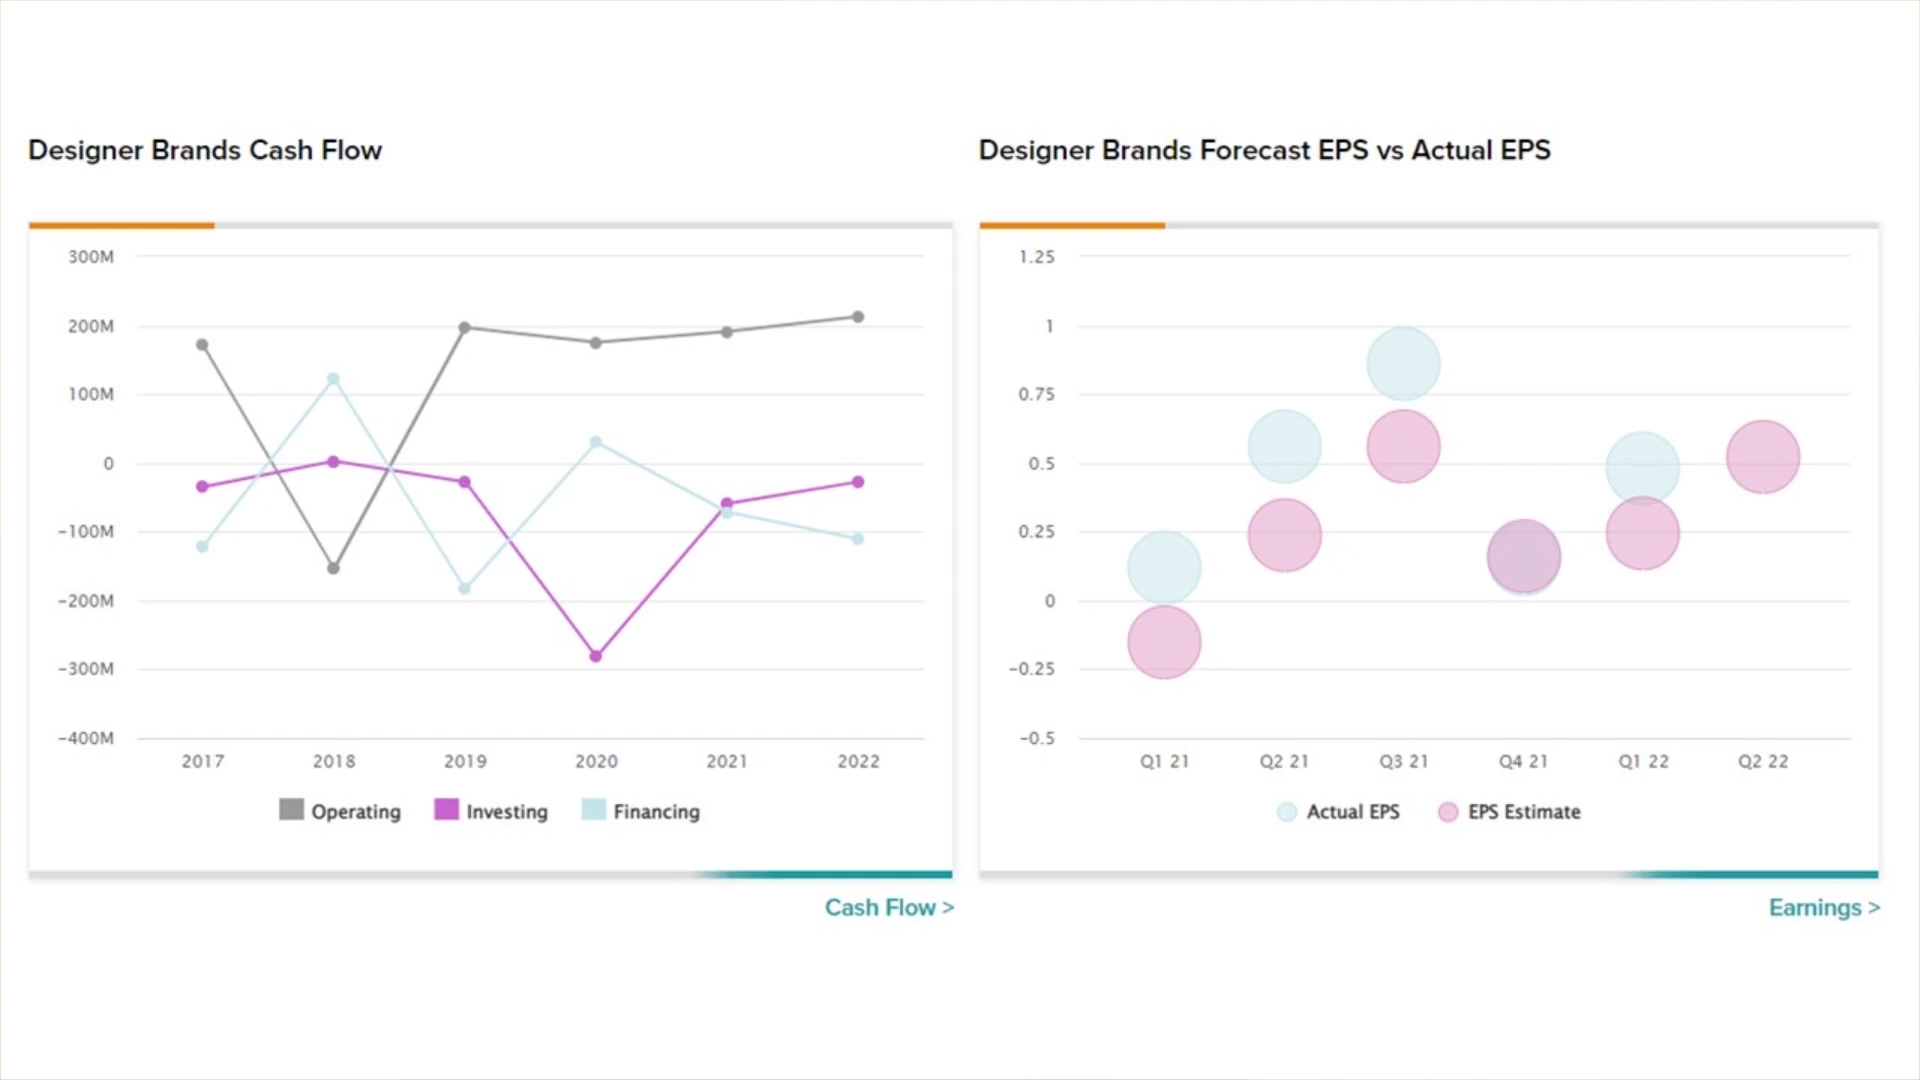 Designer Brands Cash Flow
300M
200M
100M
0
−100M
−200M
−300M
−400M
2017 2018 2019 2020 2021 2022
Operating Investing Financing
Cash Flow >
Designer Brands Forecast EPS vs Actual EPS
1.25
1
0.75
0.5
0.25
0
−0.25
−0.5
Q1 21 Q2 21 Q3 21 Q4 21 Q1 22 Q2 22
Actual EPS EPS Estimate
Earnings >